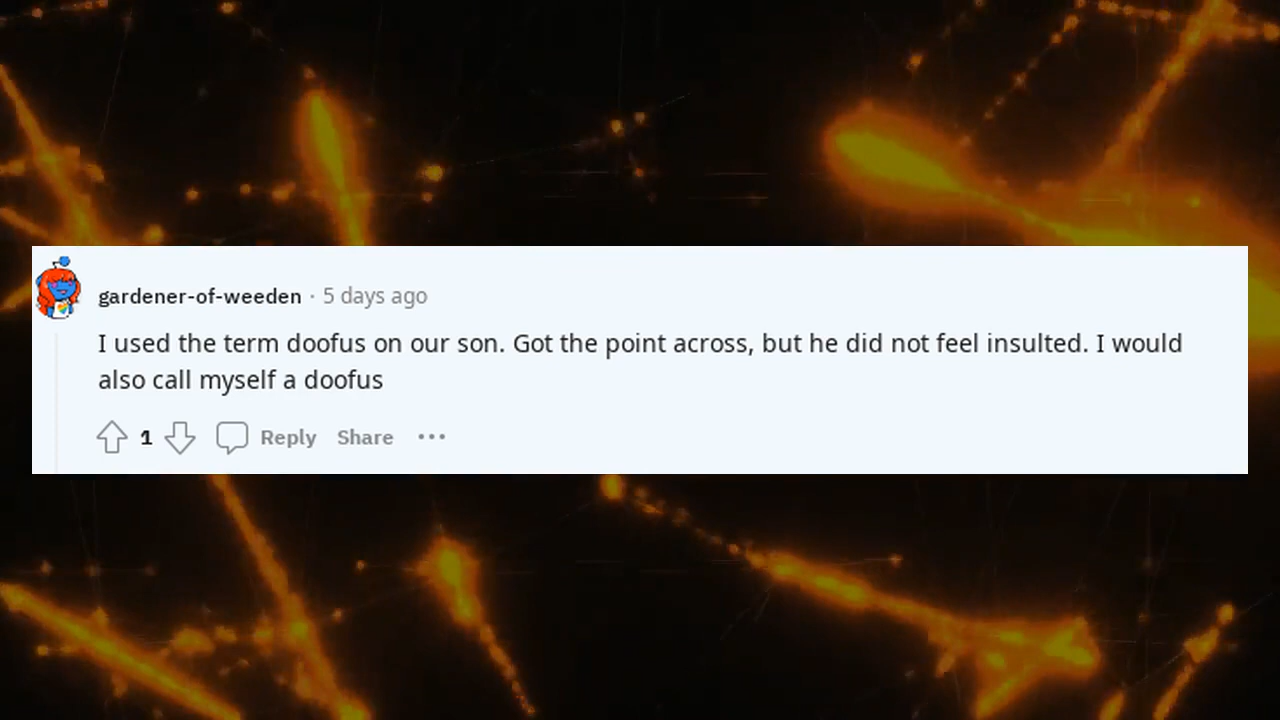 gardener-of-weeden · 5 days ago
I used the term doofus on our son. Got the point across, but he did not feel insulted. I would
also call myself a doofus
1 Reply Share ···